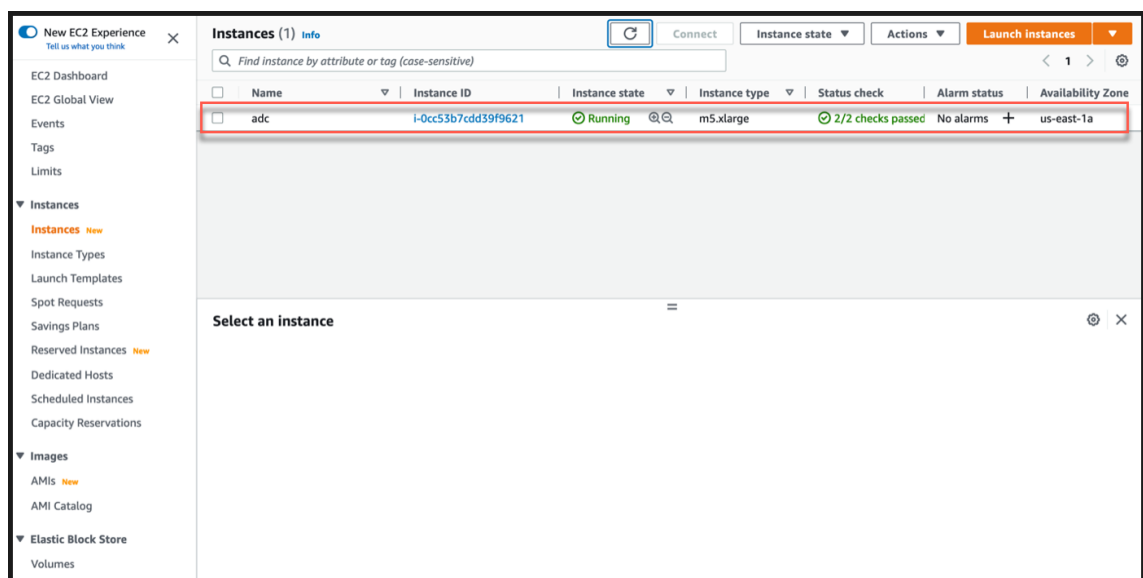 New EC2 Experience
Tell us what you think
EC2 Dashboard
EC2 Global View
Events
Tags
Limits
Instances
Instances New
Instance Types
Launch Templates
Spot Requests
Savings Plans
Reserved Instances New
Dedicated Hosts
Scheduled Instances
Capacity Reservations
Images
AMIs New
AMI Catalog
Elastic Block Store
Volumes
Instances (1) Info
Connect
Instance state
Actions
Launch instances
Find instance by attribute or tag (case-sensitive)
1
Name Instance ID Instance state Instance type Status check Alarm status Availability Zone
adc i-0cc53b7cdd39f9621 Running m5.xlarge 2/2 checks passed No alarms + us-east-1a
Select an instance